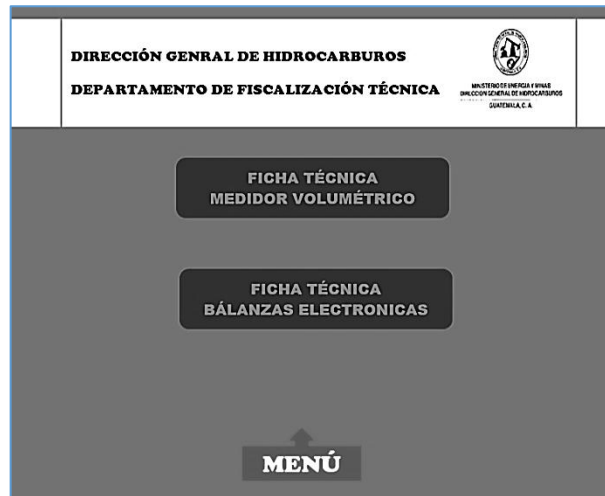 DIRECCIÓN GENRAL DE HIDROCARBUROS
DEPARTAMENTO DE FISCALIZACIÓN TÉCNICA
MINISTERIO DE ENERGIA Y MINAS
DIRECCION GENERAL DE HIDROCARBUROS
GUATEMALA, C. A.
FICHA TÉCNICA
MEDIDOR VOLUMÉTRICO
FICHA TÉCNICA
BÁLANZAS ELECTRONICAS
MENÚ